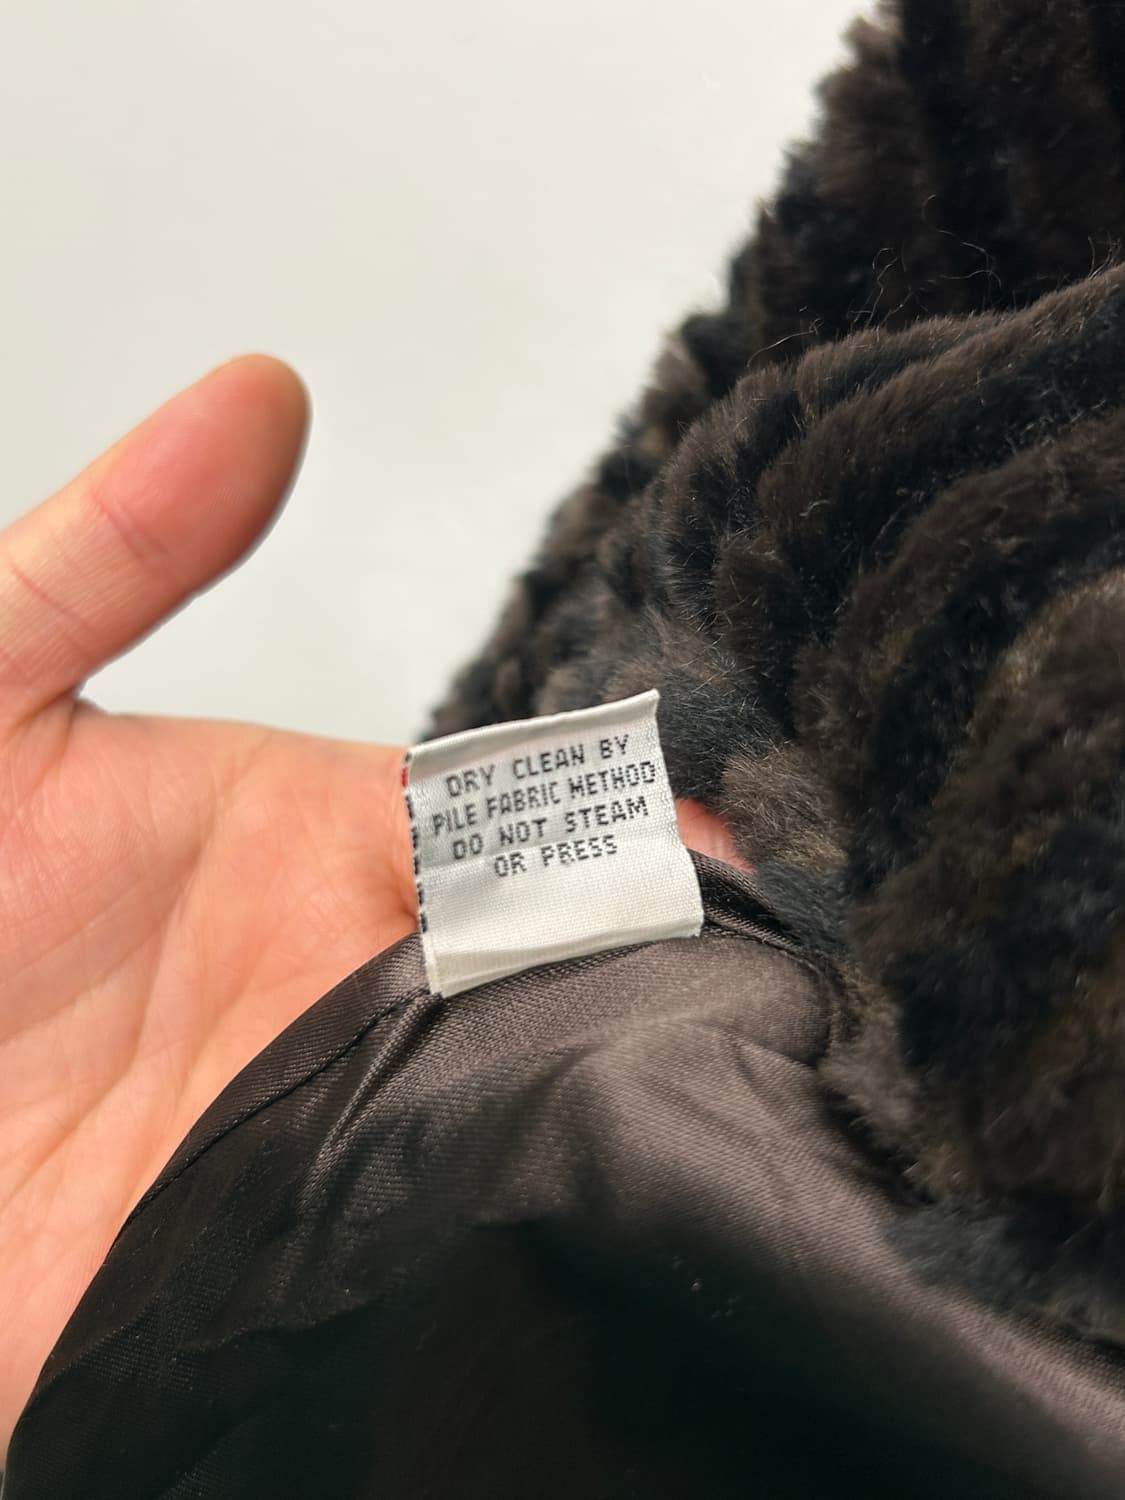 DRY CLEAN BY
PILE FABRIC METHOD
DO NOT STEAM
OR PRESS